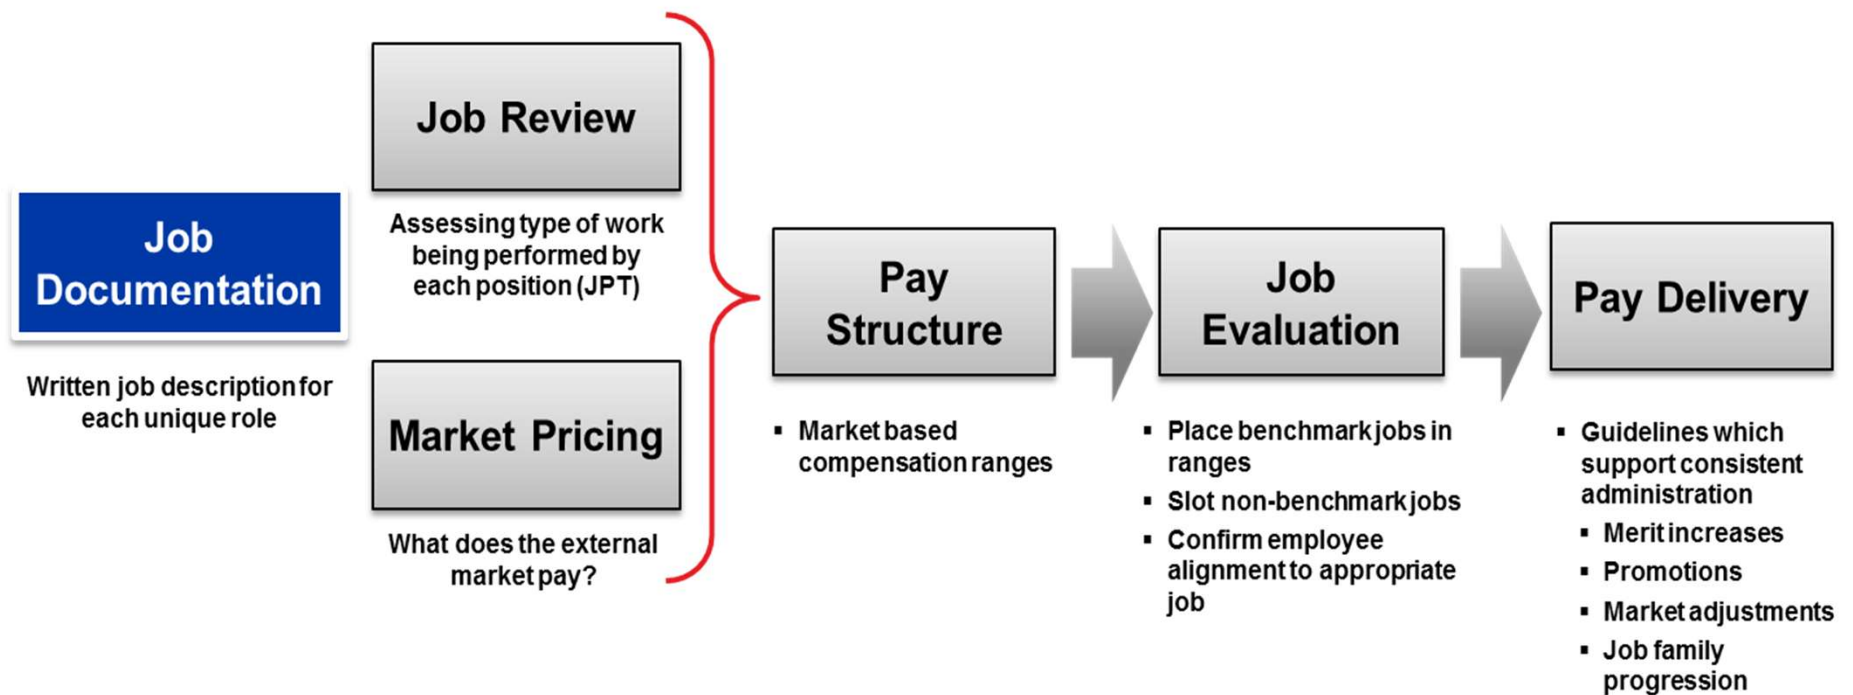 Job
Documentation
Written job description for
each unique role
Job Review
Assessing type of work
being performed by
each position (JPT)
Market Pricing
What does the external
market pay?
Pay
Structure
▪ Market based
compensation ranges
Job
Evaluation
▪ Place benchmark jobs in
ranges
▪ Slot non-benchmark jobs
▪ Confirm employee
alignment to appropriate
job
Pay Delivery
▪ Guidelines which
support consistent
administration
▪ Merit increases
▪ Promotions
▪ Market adjustments
▪ Job family
progression